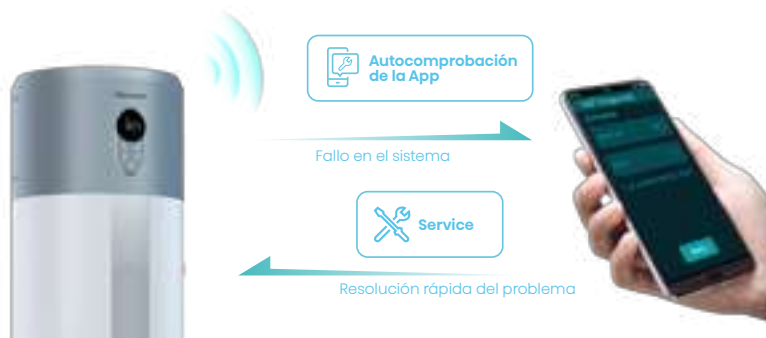 Autocomprobación
de la App
Fallo en el sistema
Service
Resolución rápida del problema